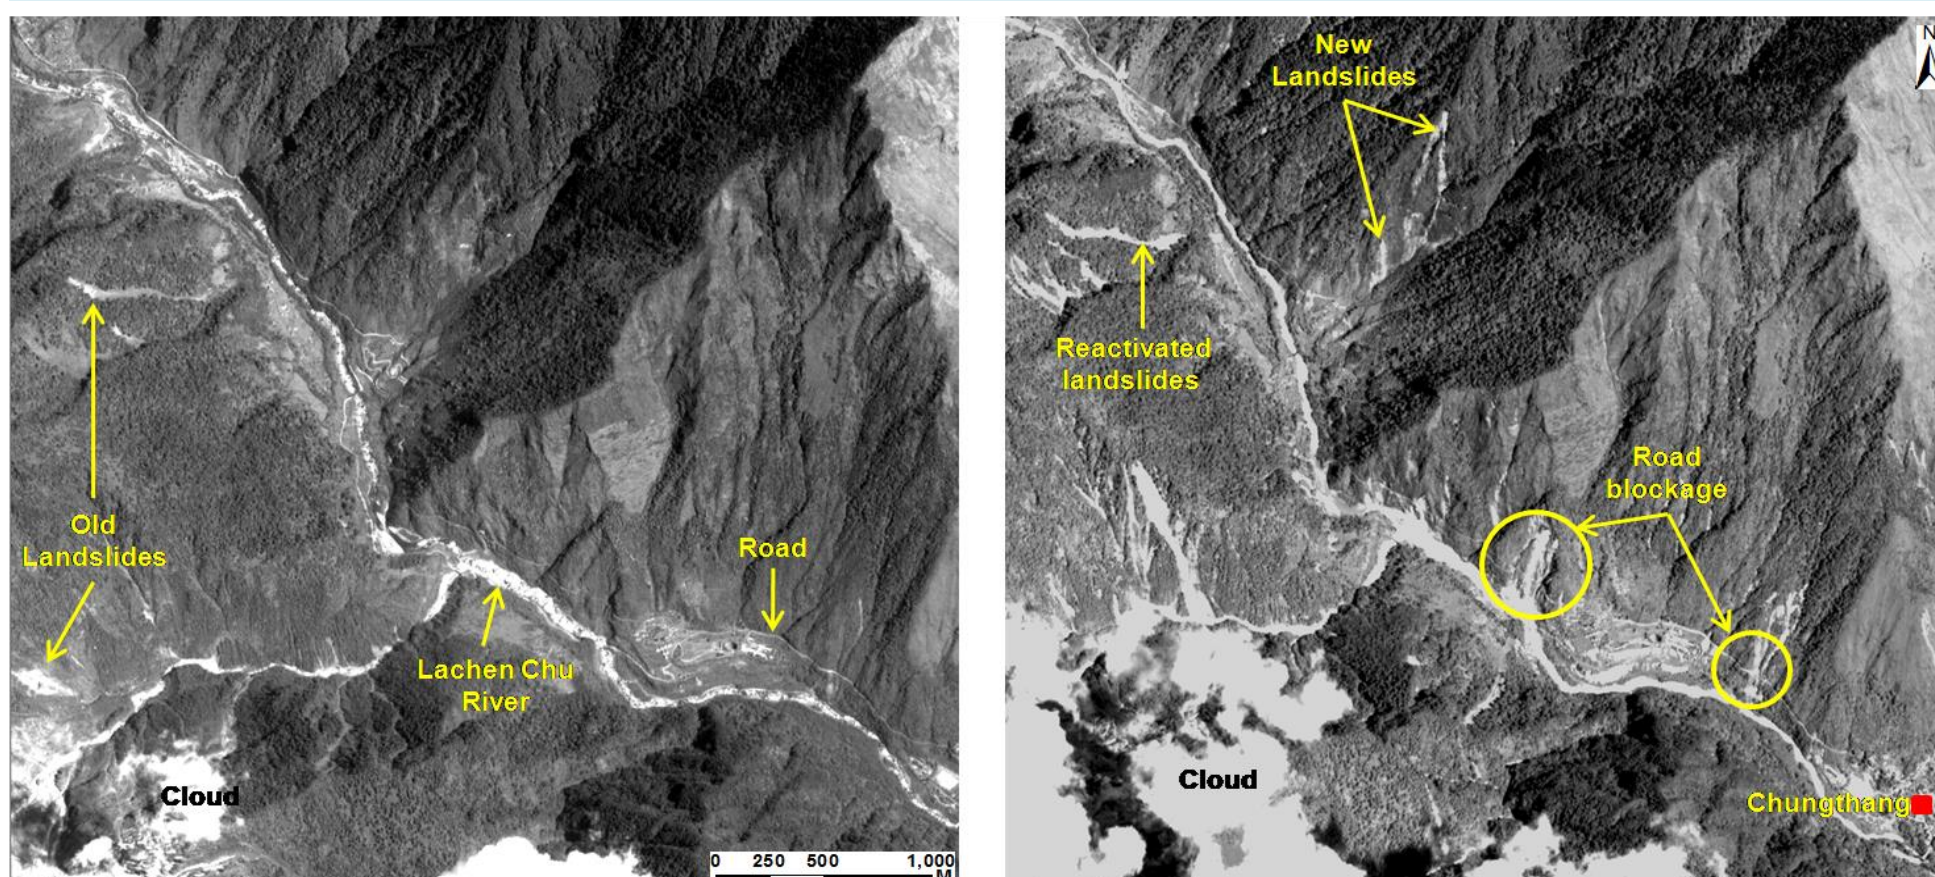 Old
Landslides
Lachen Chu
River
Road
Cloud
0 250 500 1,000
M
New
Landslides
N
Reactivated
landslides
Road
blockage
Cloud
Chungthang